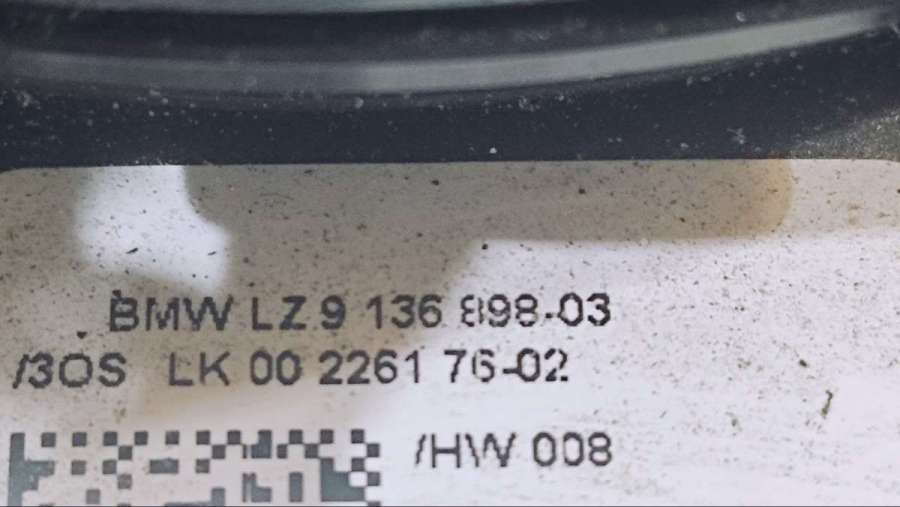 BMW LZ 9 136 898-03
/3OS LK 00 2261 76-02
/HW 008